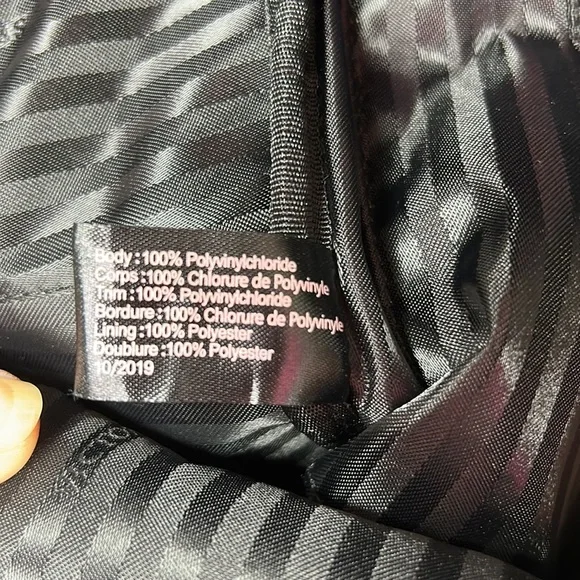 Body :100% Polyvinylchloride
Corps :100% Chlorure de Polyvinyle
Trim :100% Polyvinylchloride
Bordure :100% Chlorure de Polyvinyle
Lining :100% Polyester
Doublure :100% Polyester
10/2019